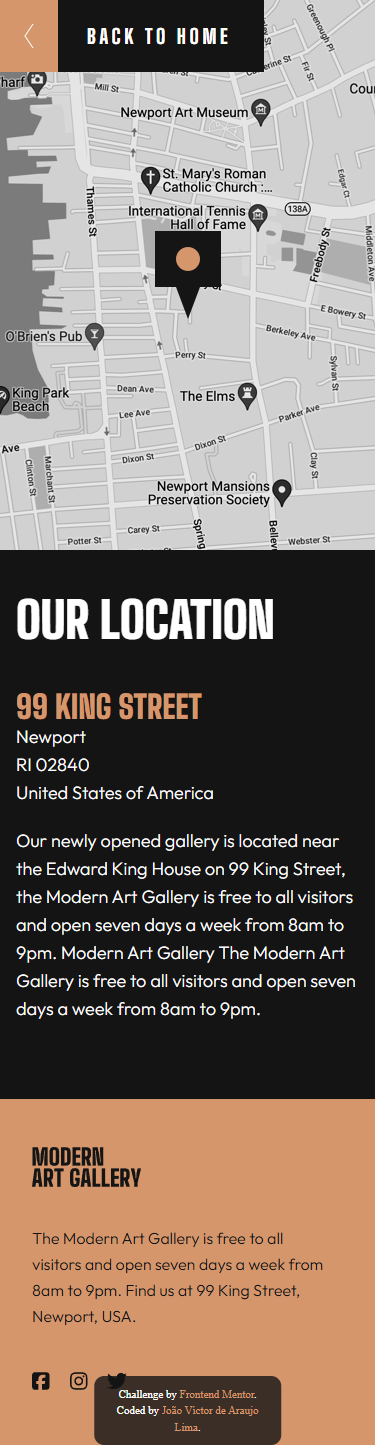 BACK TO HOME
harf
Mill St
Catherine St
Greenough Pl
Fir St
Cour
Newport Art Museum
St. Mary's Roman
Catholic Church :...
Edgar Ct
International Tennis
Hall of Fame
138A
Thames St
Freebody St
Middleton Ave
E Bowery St
Berkeley Ave
O'Brien's Pub
Perry St
Sylvan St
King Park
Beach
Dean Ave
The Elms
Lee Ave
Parker Ave
Ave
Dixon St
Dixon St
Clinton St
Marchant St
Clay St
Newport Mansions
Preservation Society
Carey St
Spring
Bellev
Potter St
Webster St
OUR LOCATION
99 KING STREET
Newport
RI 02840
United States of America
Our newly opened gallery is located near
the Edward King House on 99 King Street,
the Modern Art Gallery is free to all visitors
and open seven days a week from 8am to
9pm. Modern Art Gallery The Modern Art
Gallery is free to all visitors and open seven
days a week from 8am to 9pm.
MODERN
ART GALLERY
The Modern Art Gallery is free to all
visitors and open seven days a week from
8am to 9pm. Find us at 99 King Street,
Newport, USA.
Challenge by Frontend Mentor.
Coded by João Victor de Araujo
Lima.